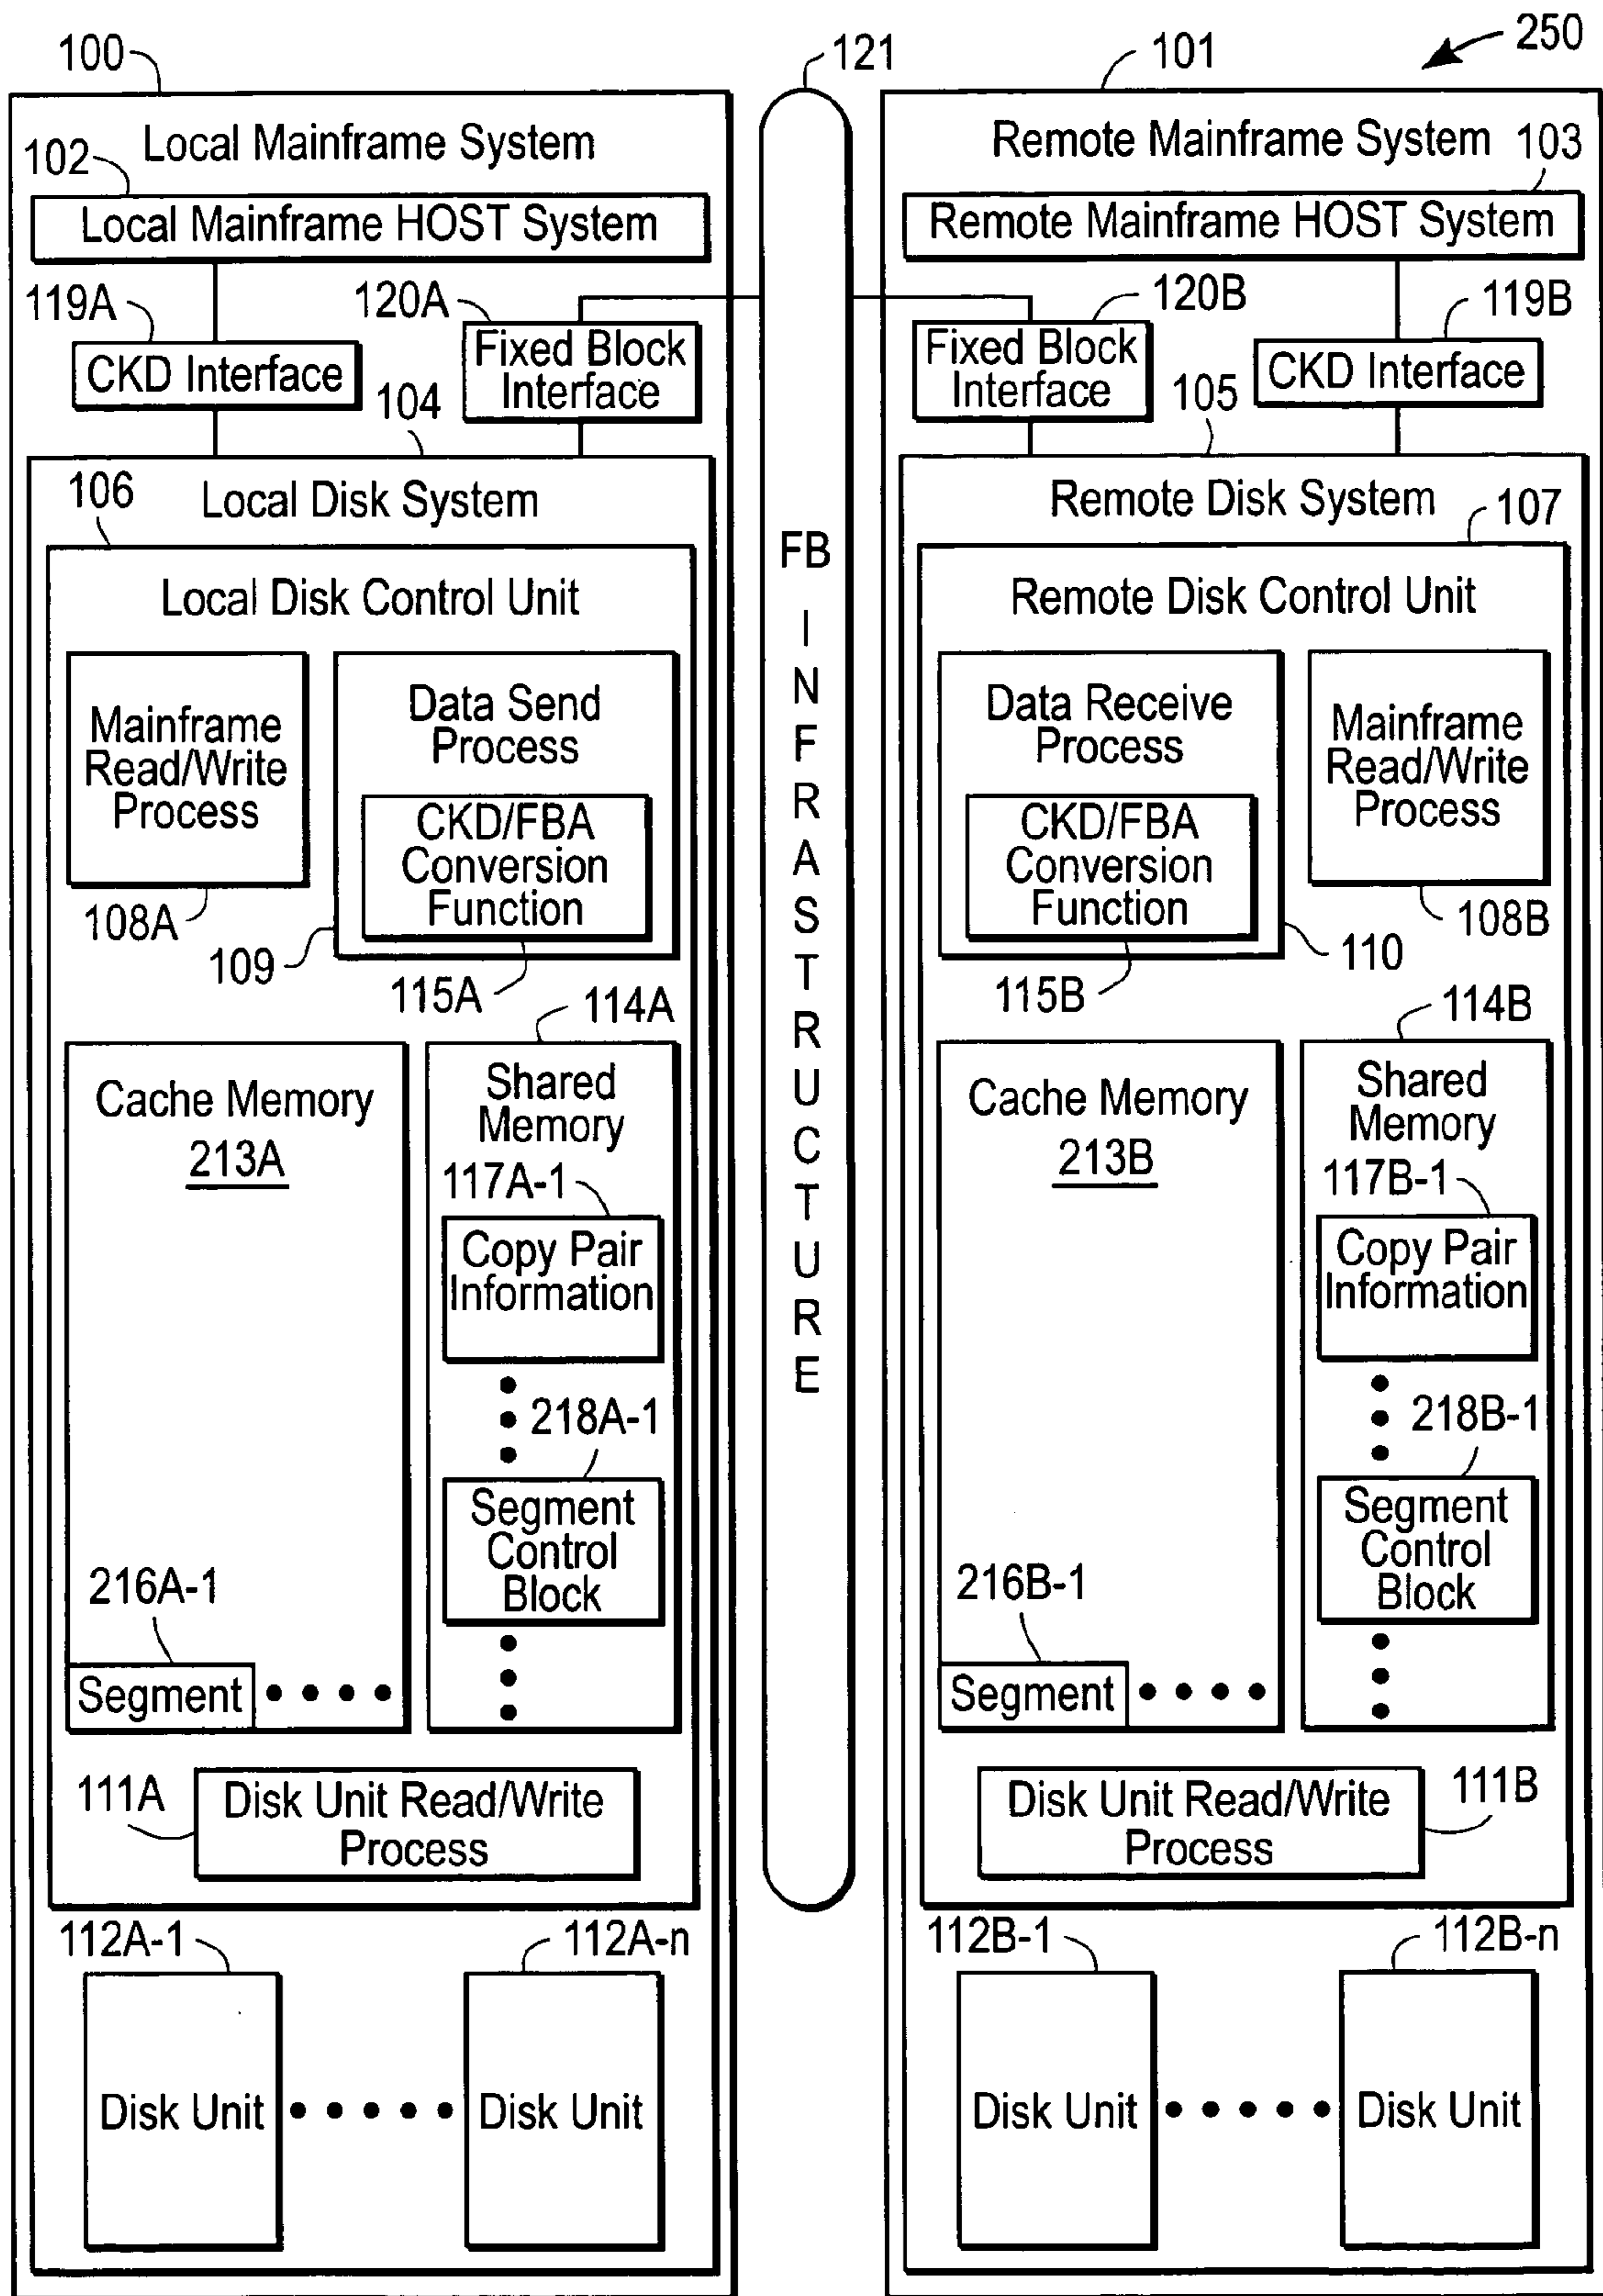 250
100
121
101
Local Mainframe System
102
Local Mainframe HOST System
119A
CKD Interface
120A
Fixed Block
Interface
104
Local Disk System
106
Local Disk Control Unit
Mainframe
Read/Write
Process
108A
Data Send
Process
CKD/FBA
Conversion
Function
109
115A
114A
Cache Memory
213A
Shared
Memory
117A-1
Copy Pair
Information
218A-1
Segment
Control
Block
216A-1
Segment
111A
Disk Unit Read/Write
Process
112A-1
112A-n
Disk Unit
Disk Unit
FB INFRASTRUCTURE
Remote Mainframe System
103
Remote Mainframe HOST System
120B
Fixed Block
Interface
119B
CKD Interface
105
Remote Disk System
107
Remote Disk Control Unit
Data Receive
Process
CKD/FBA
Conversion
Function
Mainframe
Read/Write
Process
108B
110
115B
114B
Cache Memory
213B
Shared
Memory
117B-1
Copy Pair
Information
218B-1
Segment
Control
Block
216B-1
Segment
Disk Unit Read/Write
Process
111B
112B-1
112B-n
Disk Unit
Disk Unit